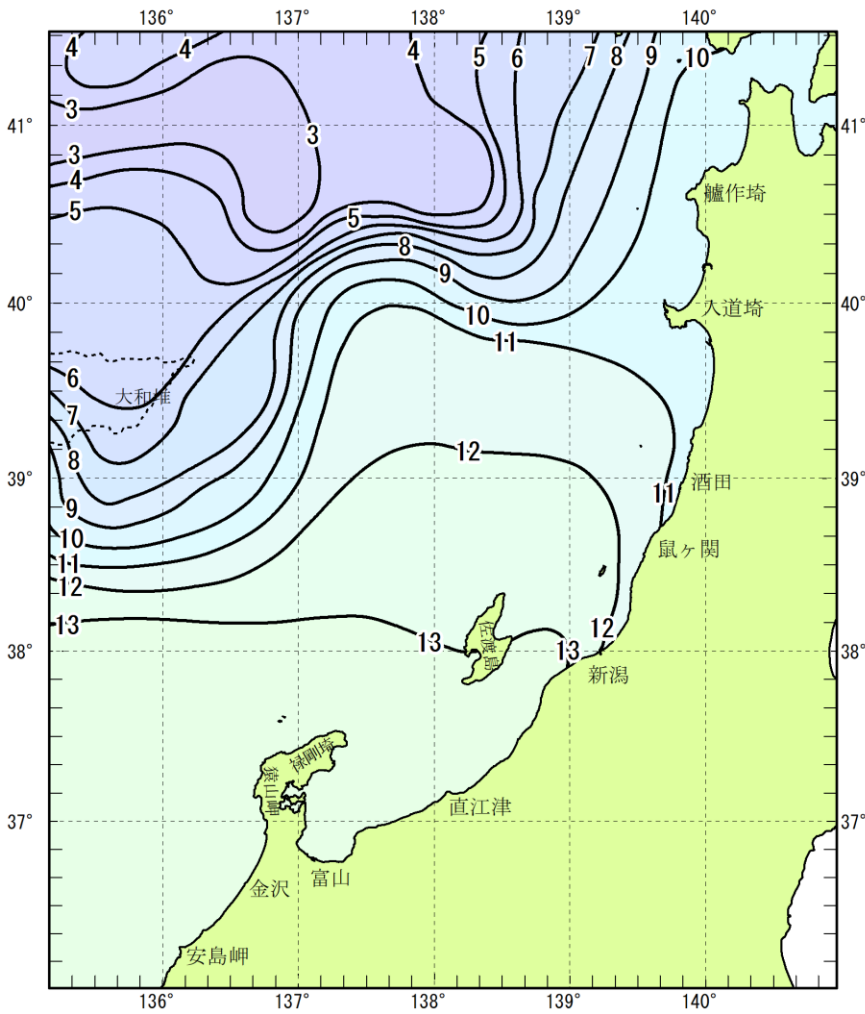 136° 137° 138° 139° 140°
4 4 4 5 6 7 8 9 10
3
41° 3 41°
3
4
艫作埼
5 5
8
9
40° 10 入道埼 40°
11
6
大和堆
7
12
8
39° 11 酒田 39°
9
10
鼠ヶ関
11
12
13 13 佐渡島 12
38° 13 38°
新潟
禄剛埼
猿山岬
37° 直江津 37°
富山
金沢
安島岬
136° 137° 138° 139° 140°